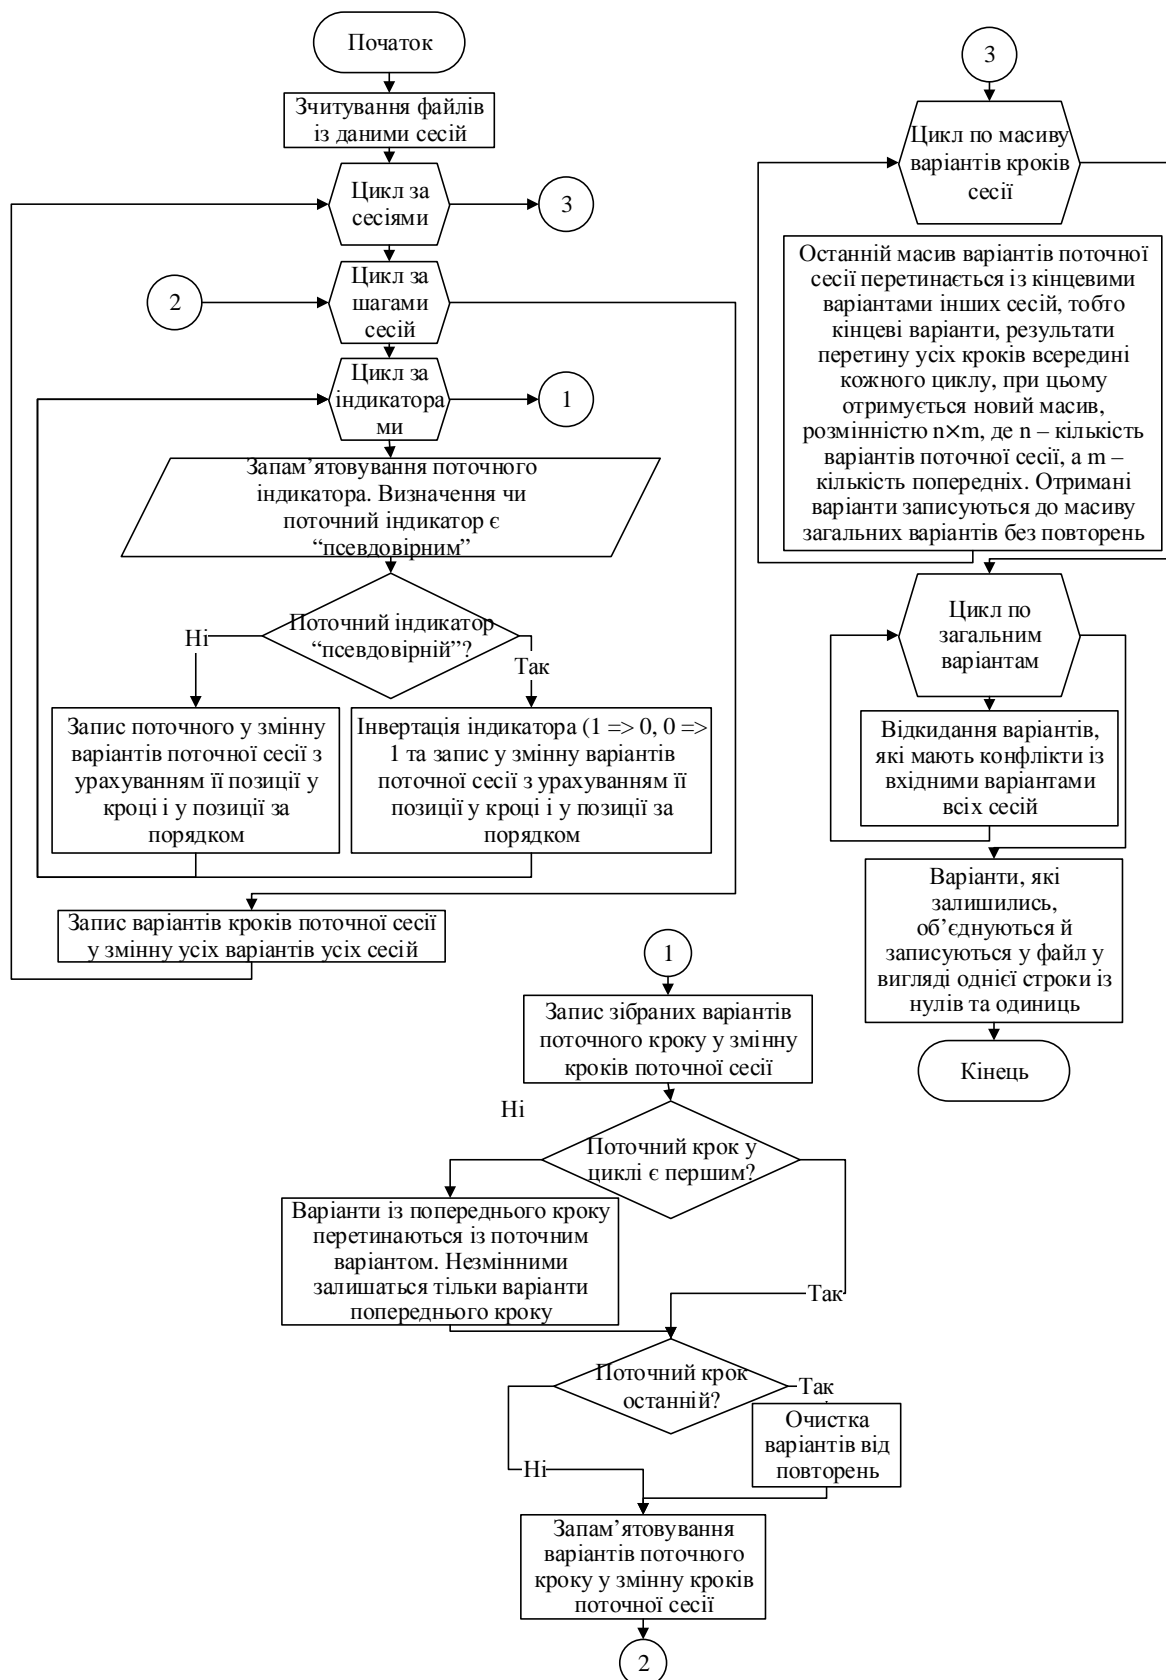 Початок
Зчитування файлів
із даними сесій
Цикл за
сесіями
3
2
Цикл за
шагами
сесій
Цикл за
індикатора
ми
1
Запам’ятовування поточного
індикатора. Визначення чи
поточний індикатор є
“псевдовірним”
Поточний індикатор
“псевдовірній”?
Ні
Так
Запис поточного у змінну
варіантів поточної сесії з
урахуванням її позиції у
кроці і у позиції за
порядком
Інвертація індикатора (1 => 0, 0 =>
1 та запис у змінну варіантів
поточної сесії з урахуванням її
позиції у кроці і у позиції за
порядком
Запис варіантів кроків поточної сесії
у змінну усіх варіантів усіх сесій
1
Запис зібраних варіантів
поточного кроку у змінну
кроків поточної сесії
Ні
Поточний крок у
циклі є першим?
Варіанти із попереднього кроку
перетинаються із поточним
варіантом. Незмінними
залишаться тільки варіанти
попереднього кроку
Так
Поточний крок
останній?
Так
Очистка
варіантів від
повторень
Ні
Запам’ятовування
варіантів поточного
кроку у змінну кроків
поточної сесії
2
3
Цикл по масиву
варіантів кроків
сесії
Останній масив варіантів поточної
сесії перетинається із кінцевими
варіантами інших сесій, тобто
кінцеві варіанти, результати
перетину усіх кроків всередині
кожного циклу, при цьому
отримується новий масив,
розмінністю n×m, де n – кількість
варіантів поточної сесії, а m –
кількість попередніх. Отримані
варіанти записуються до масиву
загальних варіантів без повторень
Цикл по
загальним
варіантам
Відкидання варіантів,
які мають конфлікти із
вхідними варіантами
всіх сесій
Варіанти, які
залишились,
об’єднуються й
записуються у файл у
вигляді однієї строки із
нулів та одиниць
Кінець